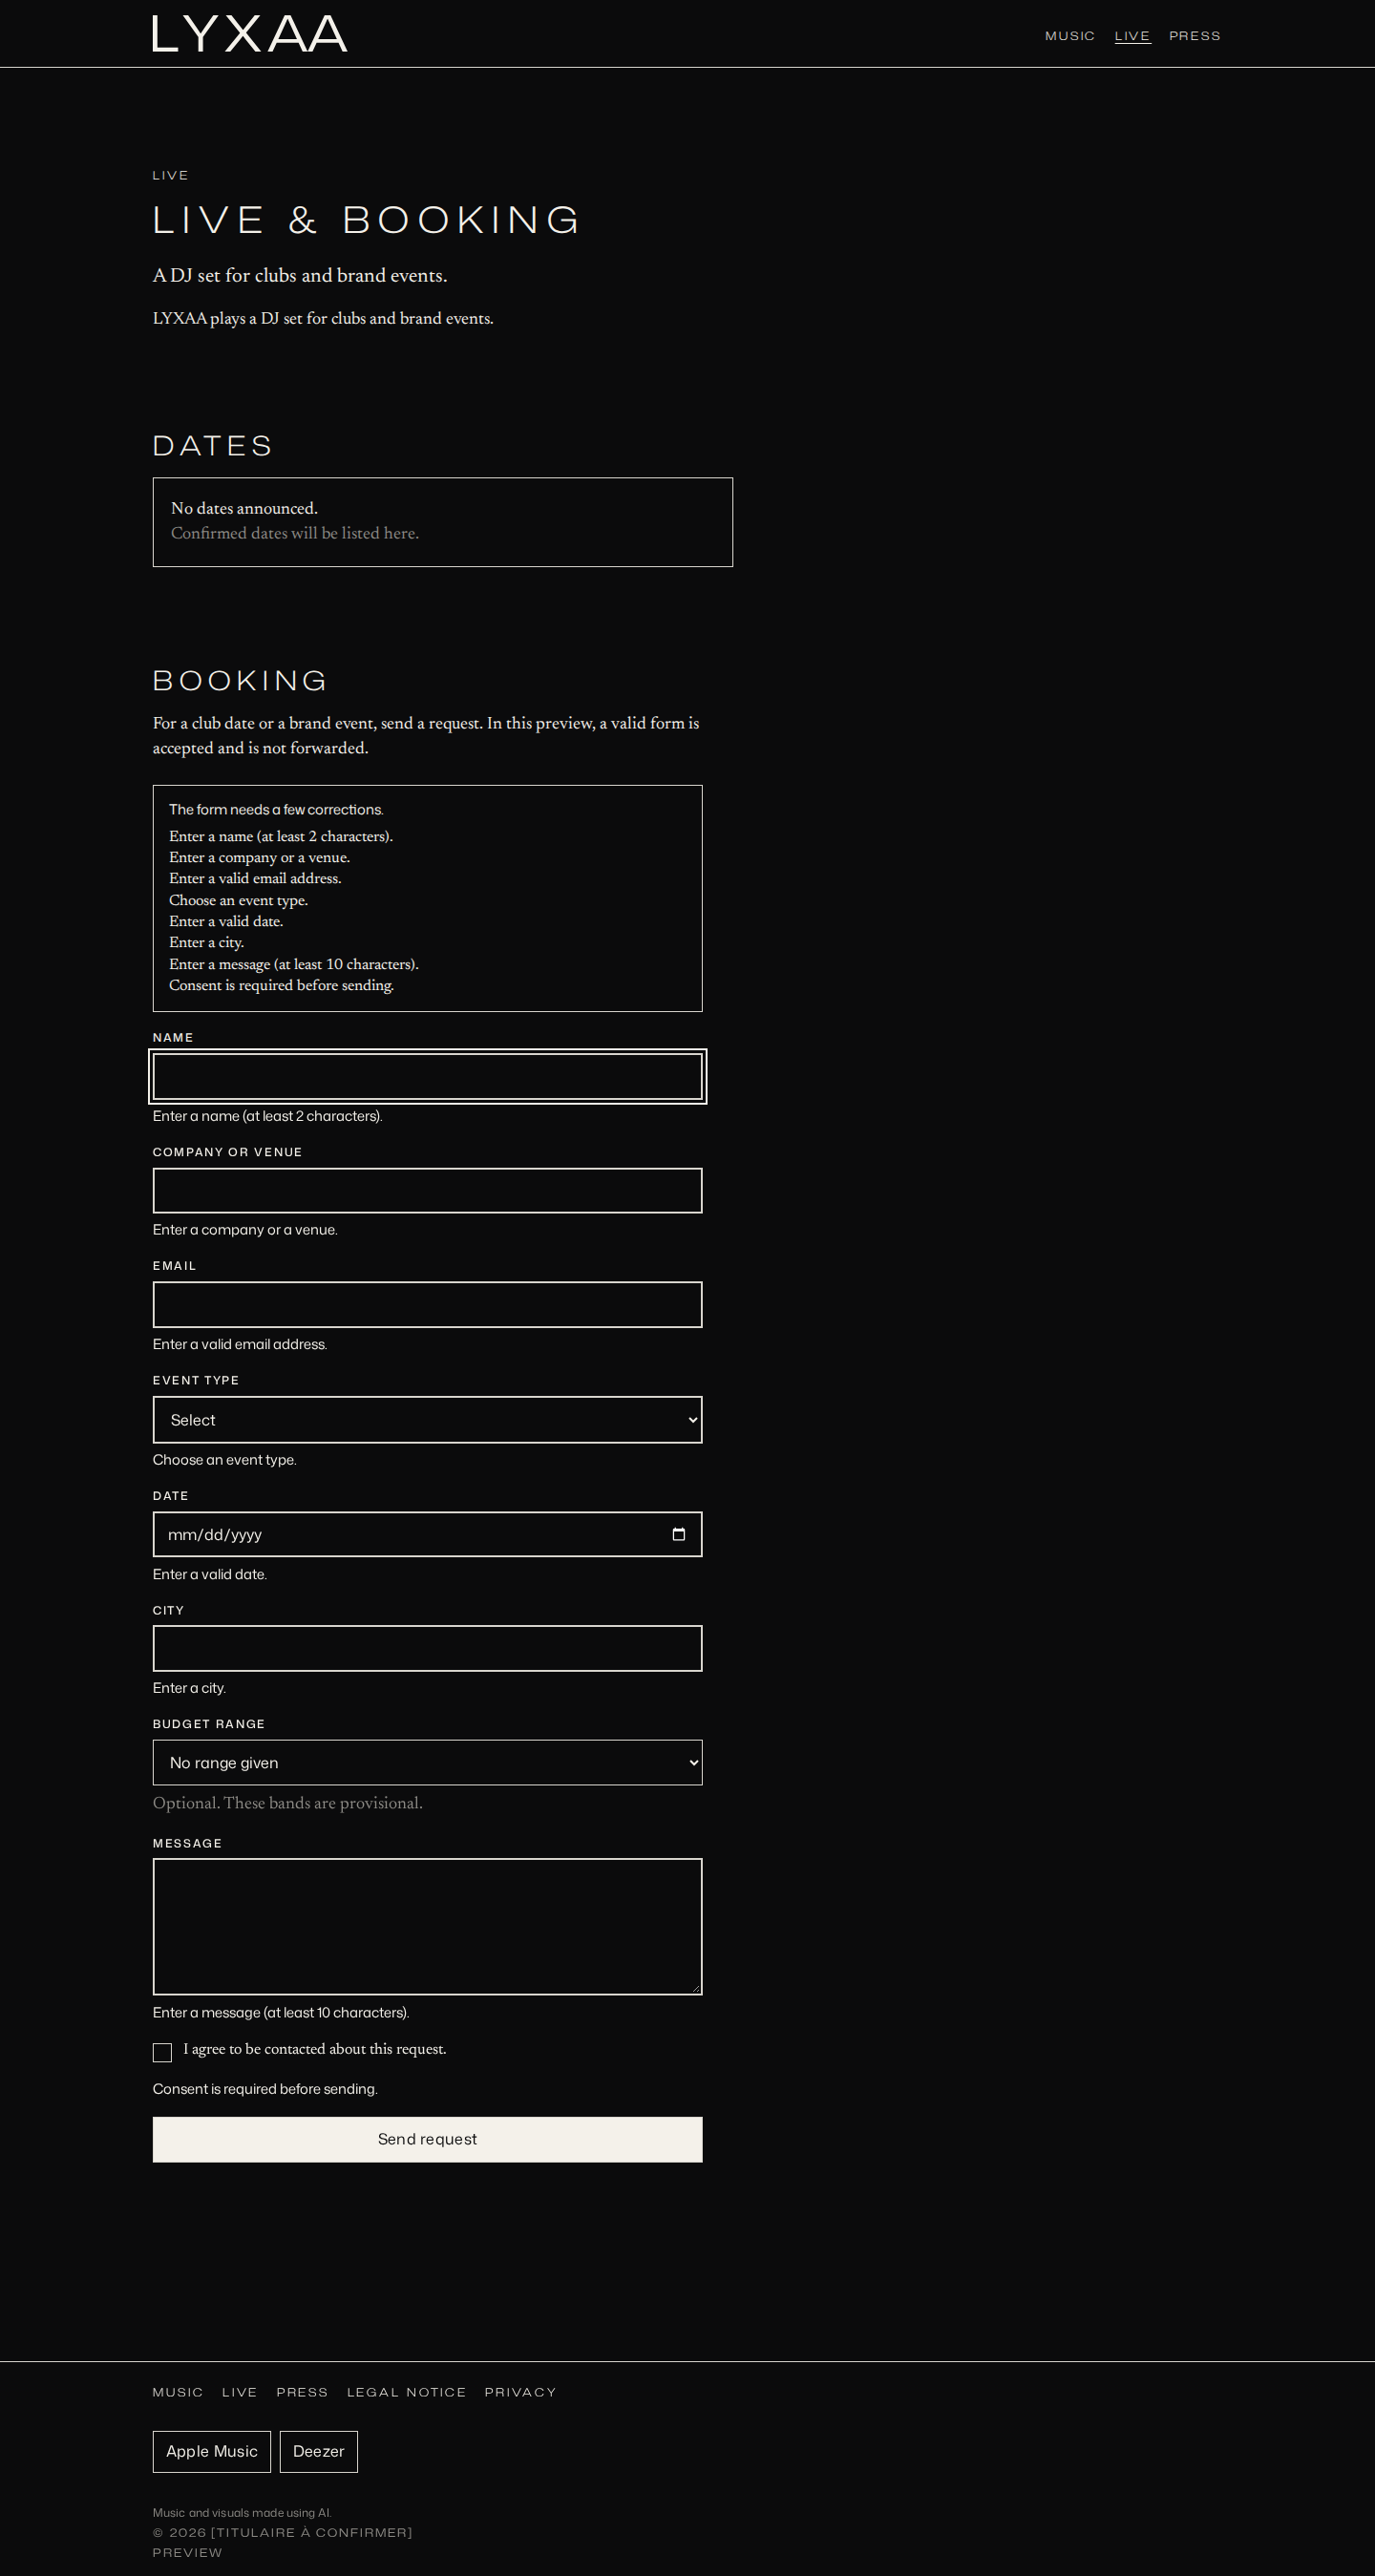 LYXAA
MUSIC LIVE PRESS
LIVE
LIVE & BOOKING
A DJ set for clubs and brand events.
LYXAA plays a DJ set for clubs and brand events.
DATES
No dates announced.
Confirmed dates will be listed here.
BOOKING
For a club date or a brand event, send a request. In this preview, a valid form is
accepted and is not forwarded.
The form needs a few corrections.
Enter a name (at least 2 characters).
Enter a company or a venue.
Enter a valid email address.
Choose an event type.
Enter a valid date.
Enter a city.
Enter a message (at least 10 characters).
Consent is required before sending.
NAME
Enter a name (at least 2 characters).
COMPANY OR VENUE
Enter a company or a venue.
EMAIL
Enter a valid email address.
EVENT TYPE
Select
Choose an event type.
DATE
mm/dd/yyyy
Enter a valid date.
CITY
Enter a city.
BUDGET RANGE
No range given
Optional. These bands are provisional.
MESSAGE
Enter a message (at least 10 characters).
I agree to be contacted about this request.
Consent is required before sending.
Send request
MUSIC LIVE PRESS LEGAL NOTICE PRIVACY
Apple Music Deezer
Music and visuals made using AI.
© 2026 [TITULAIRE À CONFIRMER]
PREVIEW